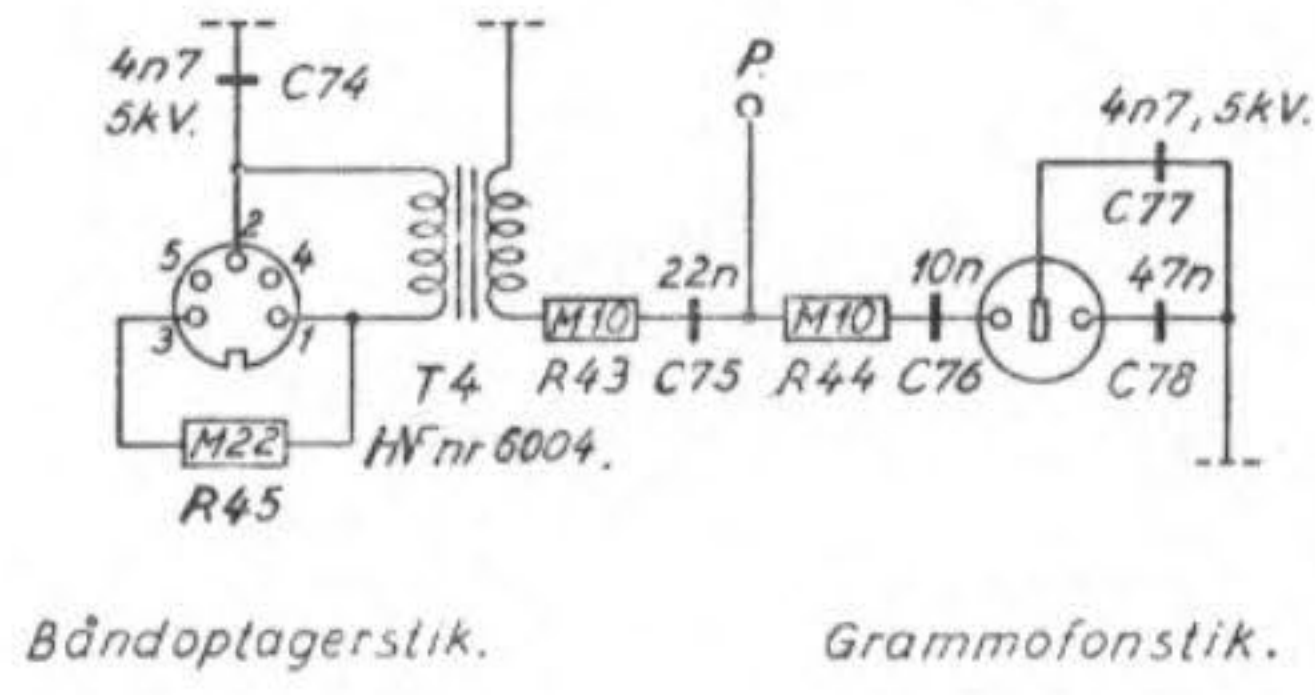 4n7
5kV.
C74
P.
4n7, 5kV.
C77
2
5
4
3
1
22n
10n
47n
M10
M10
R43
C75
R44
C76
C78
T4
HN nr 6004.
M22
R45
Båndoptagerstik.
Grammofonstik.